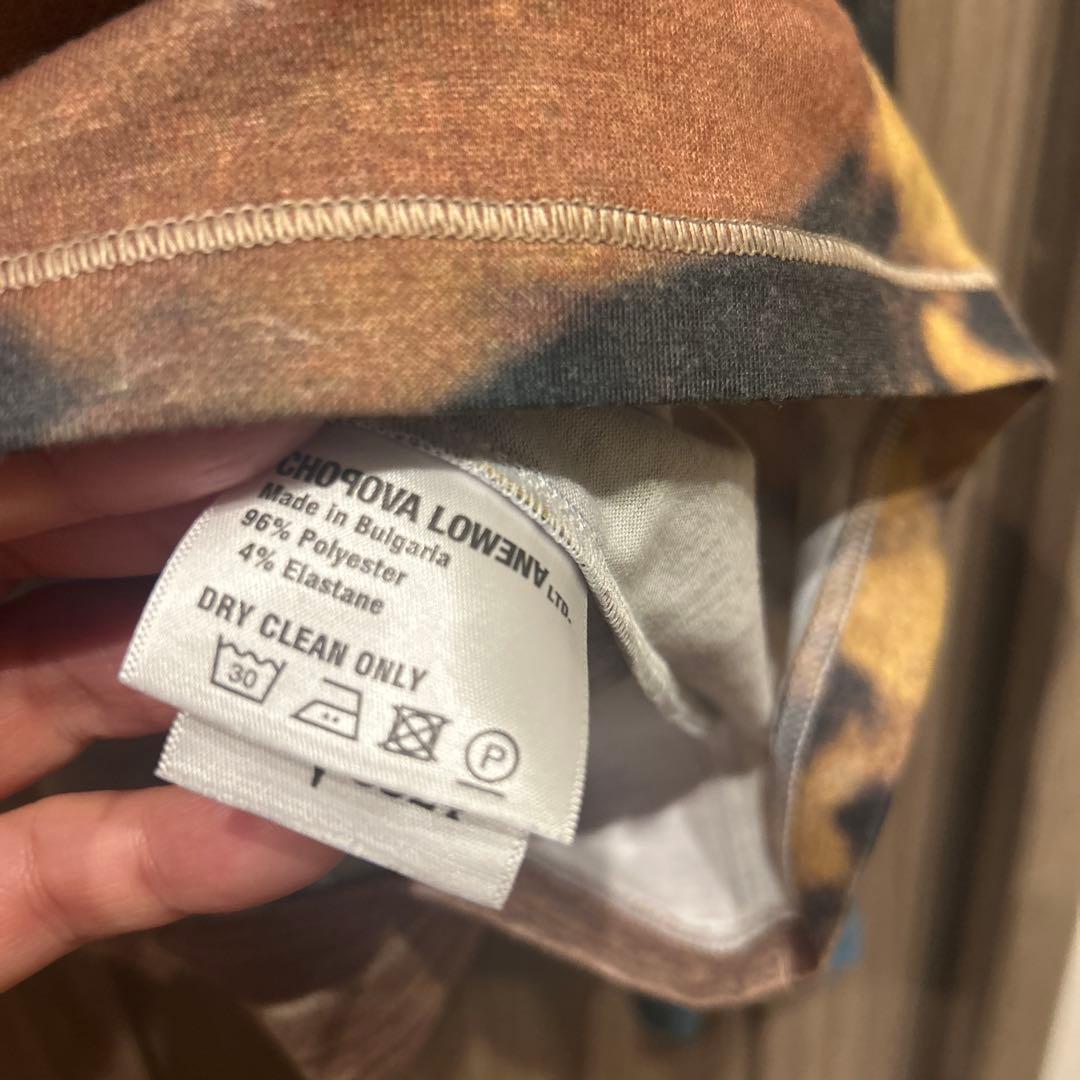 CHOPOVA LOWENA LTD.
Made in Bulgaria
96% Polyester
4% Elastane
DRY CLEAN ONLY
30 P